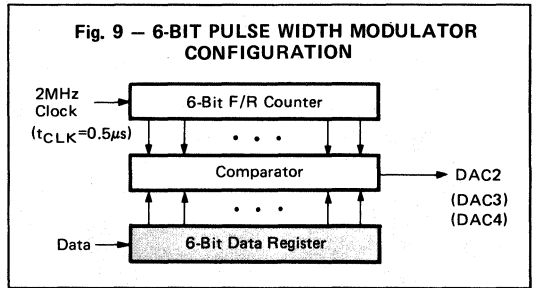 Fig. 9 — 6-BIT PULSE WIDTH MODULATOR
CONFIGURATION
2MHz
Clock
(tCLK=0.5μs)
6-Bit F/R Counter
• • •
Comparator
DAC2
(DAC3)
(DAC4)
• • •
Data
6-Bit Data Register